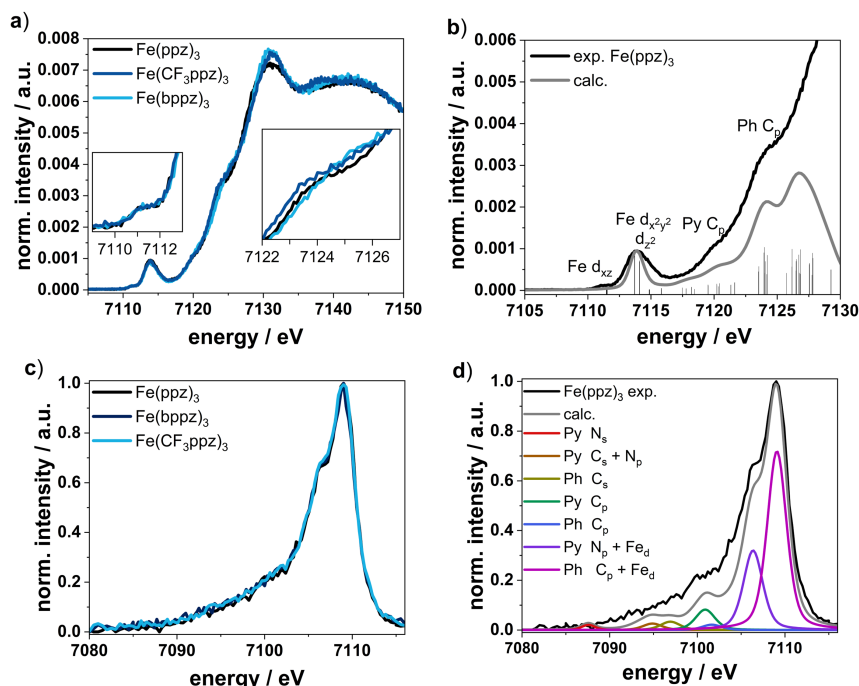 a)
0.008
0.007
0.006
0.005
0.004
0.003
0.002
0.001
0.000
norm. intensity / a.u.
Fe(ppz)₃
Fe(CF₃ppz)₃
Fe(bppz)₃
7110 7112
7122 7124 7126
7110 7120 7130 7140 7150
energy / eV
b)
0.006
0.005
0.004
0.003
0.002
0.001
0.000
norm. intensity / a.u.
exp. Fe(ppz)₃
calc.
Ph Cₚ
Py Cₚ
Fe d_x²y²
d_z²
Fe d_xz
7105 7110 7115 7120 7125 7130
energy / eV
c)
1.0
0.8
0.6
0.4
0.2
0.0
norm. intensity / a.u.
Fe(ppz)₃
Fe(bppz)₃
Fe(CF₃ppz)₃
7080 7090 7100 7110
energy / eV
d)
1.0
0.8
0.6
0.4
0.2
0.0
norm. intensity / a.u.
Fe(ppz)₃ exp.
calc.
Py Nₛ
Py Cₛ + Nₚ
Ph Cₛ
Py Cₚ
Ph Cₚ
Py Nₚ + Fe_d
Ph Cₚ + Fe_d
7080 7090 7100 7110
energy / eV